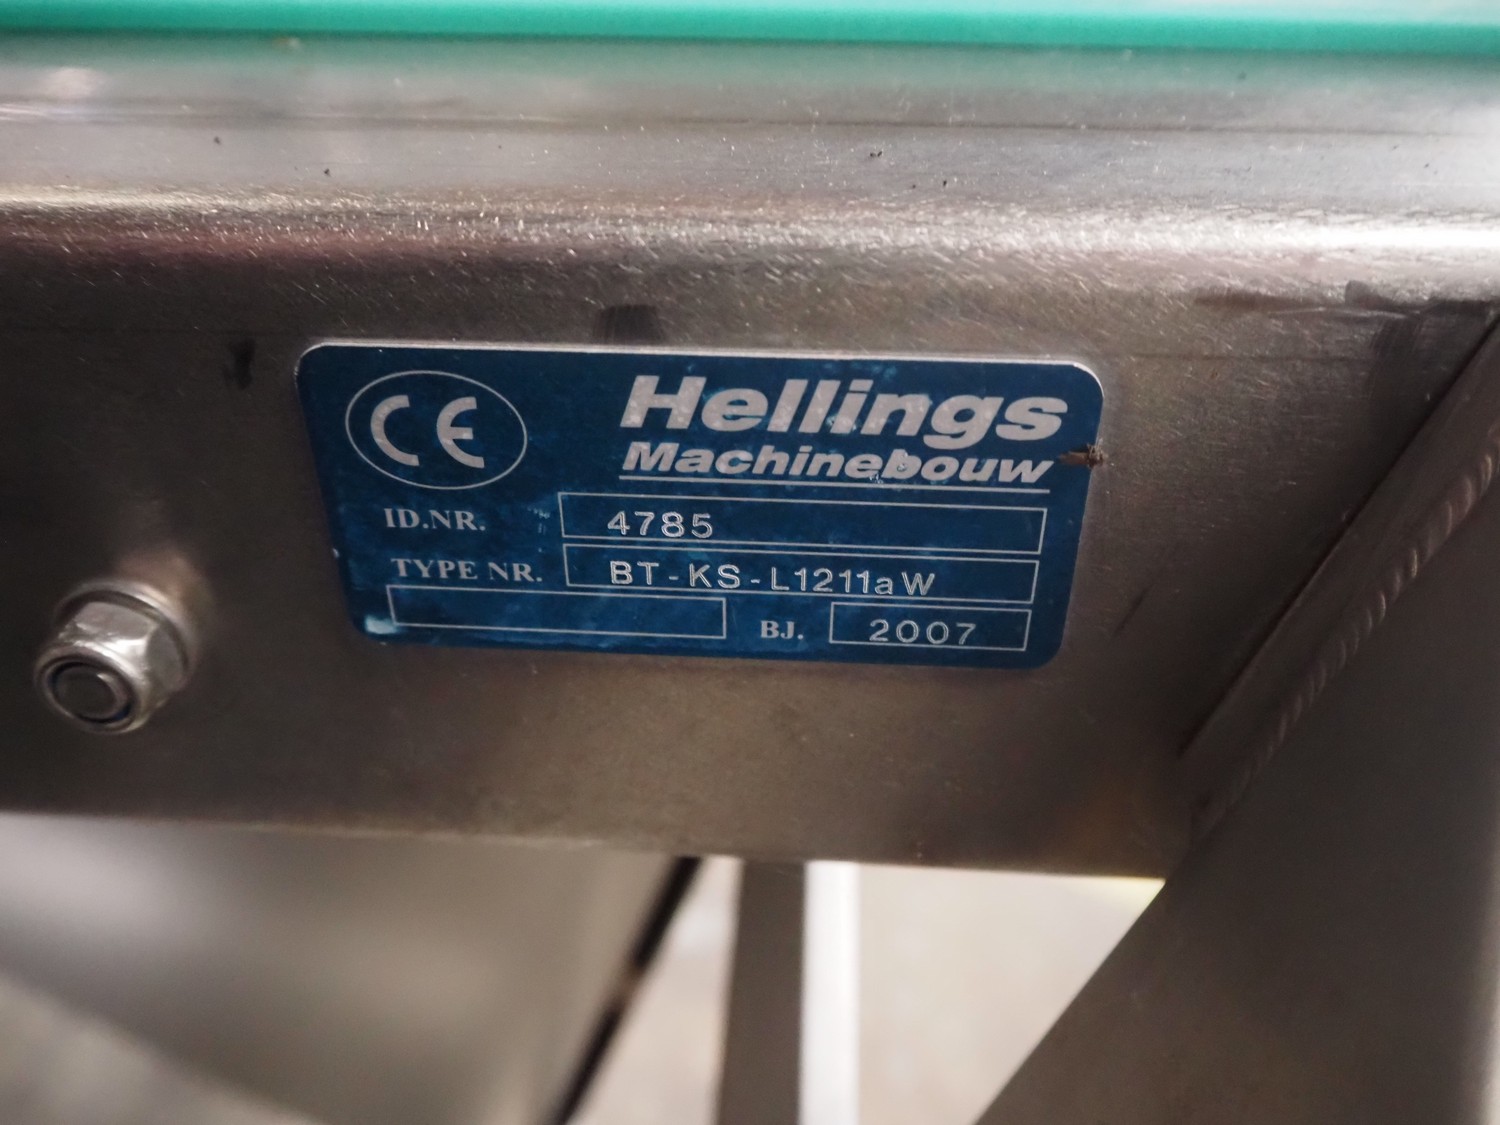 CE
Hellings
Machinebouw
ID.NR. 4785
TYPE NR. BT-KS-L1211aW
BJ. 2007